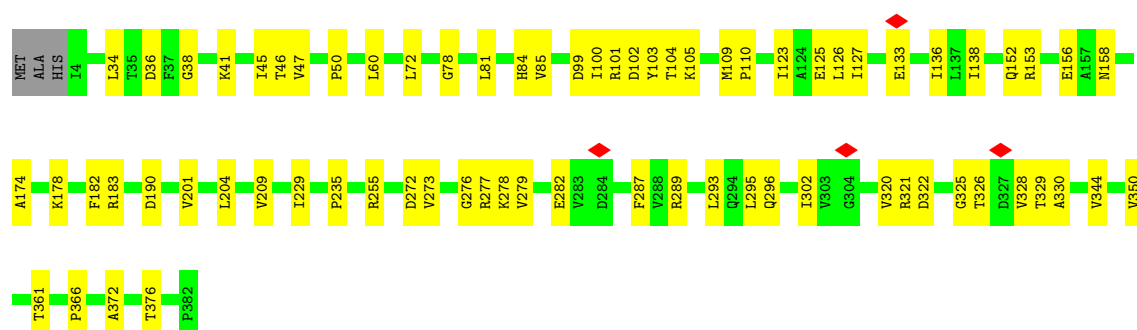 MET ALA HIS I4 L34 T35 D36 F37 G38 K41 I45 T46 V47 P50 L60 L72 G78 L81 H84 V85 D99 I100 R101 D102 Y103 T104 K105 M109 P110 I123 A124 E125 L126 I127 E133 I136 L137 I138 Q152 R153 E156 A157 N158
A174 K178 F182 R183 D190 V201 L204 V209 I229 P235 R255 D272 V273 G276 R277 K278 V279 E282 V283 D284 F287 V288 R289 L293 Q294 L295 Q296 I302 V303 G304 V320 R321 D322 G325 T326 D327 V328 T329 A330 V344 V350
T361 P366 A372 T376 P382